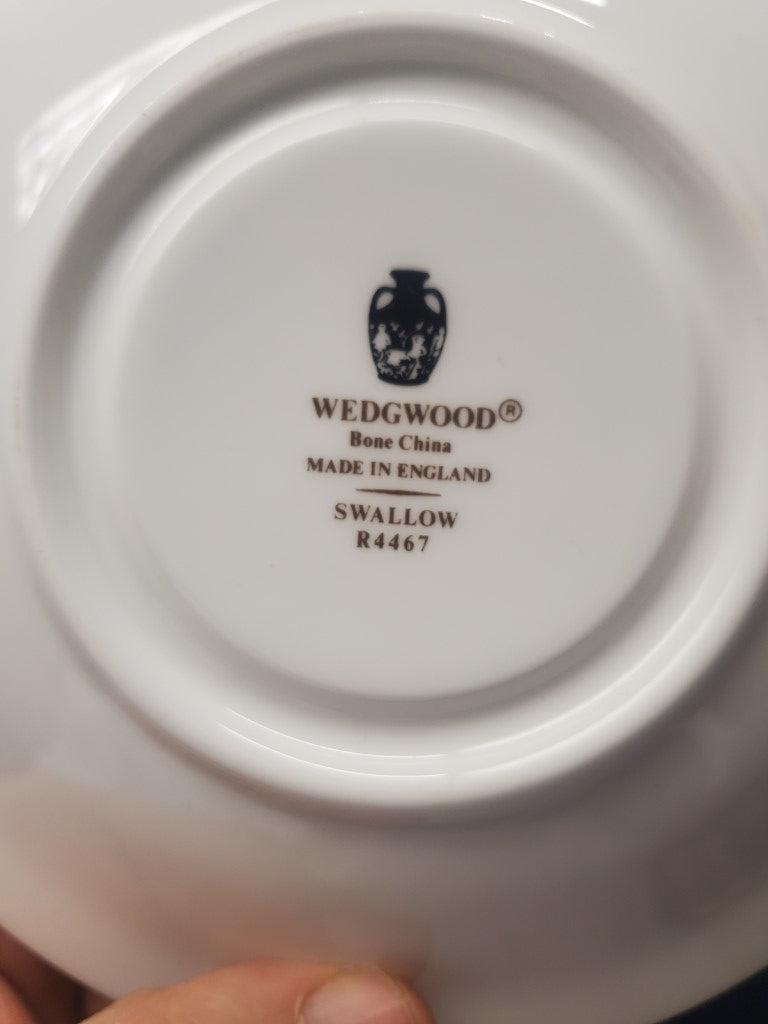 WEDGWOOD®
Bone China
MADE IN ENGLAND
SWALLOW
R4467